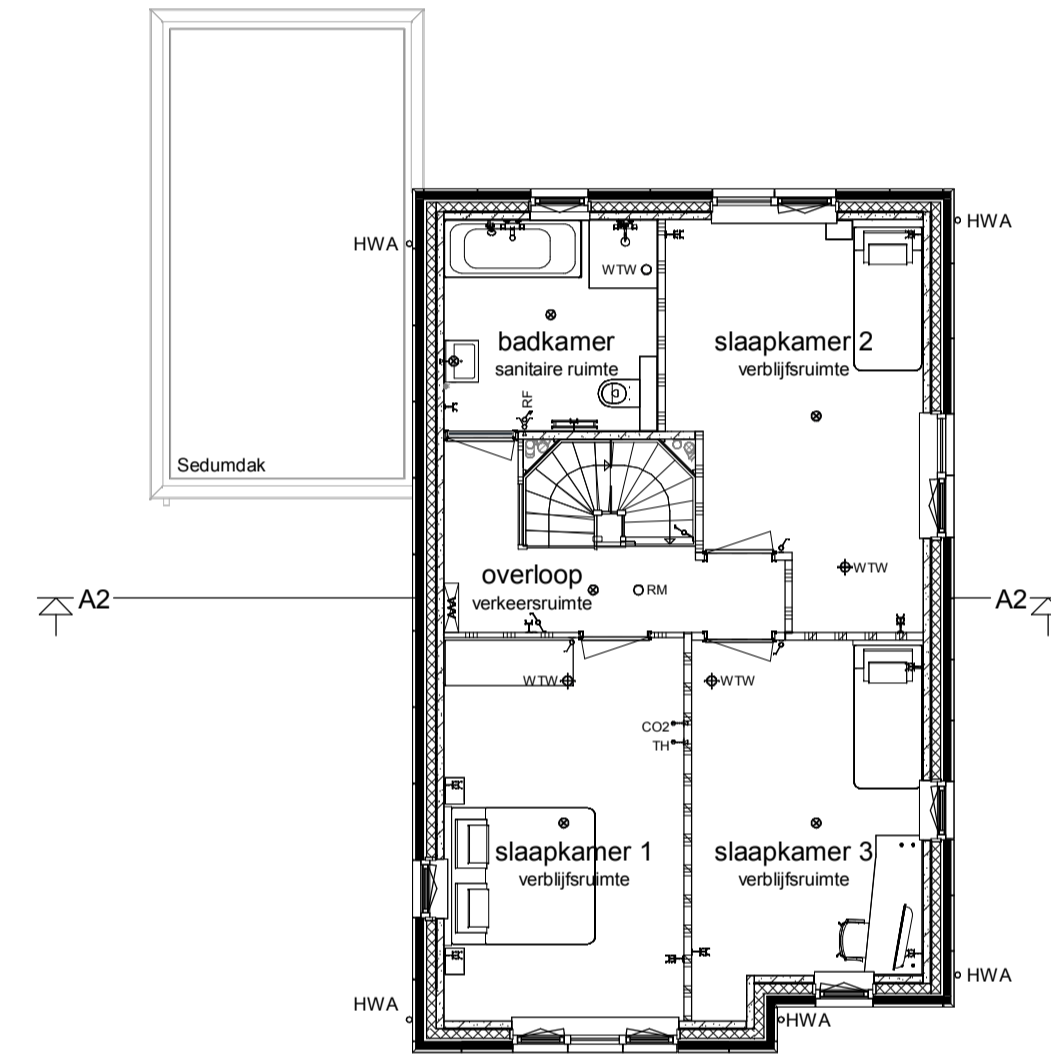 HWA
HWA
WTW
badkamer
sanitaire ruimte
slaapkamer 2
verblijfsruimte
RF
Sedumdak
WTW
overloop
verkeersruimte
RM
A2
A2
WTW
WTW
CO2
TH
slaapkamer 1
verblijfsruimte
slaapkamer 3
verblijfsruimte
HWA
HWA
HWA